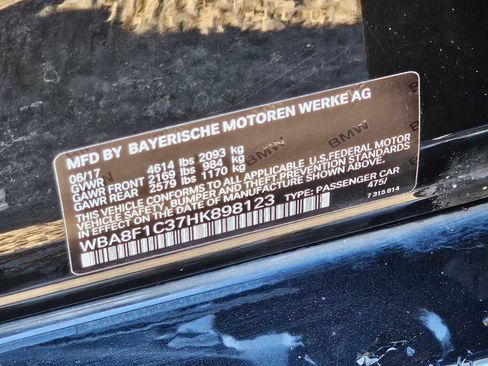 MFD BY BAYERISCHE MOTOREN WERKE AG
06/17
GVWR 4614 lbs 2093 kg
GAWR FRONT 2169 lbs 984 kg
GAWR REAR 2579 lbs 1170 kg
THIS VEHICLE CONFORMS TO ALL APPLICABLE U.S. FEDERAL MOTOR
VEHICLE SAFETY, BUMPER, AND THEFT PREVENTION STANDARDS
IN EFFECT ON THE DATE OF MANUFACTURE SHOWN ABOVE.
WBA8F1C37HK898123 TYPE: PASSENGER CAR
475/
7 315 814
BMW